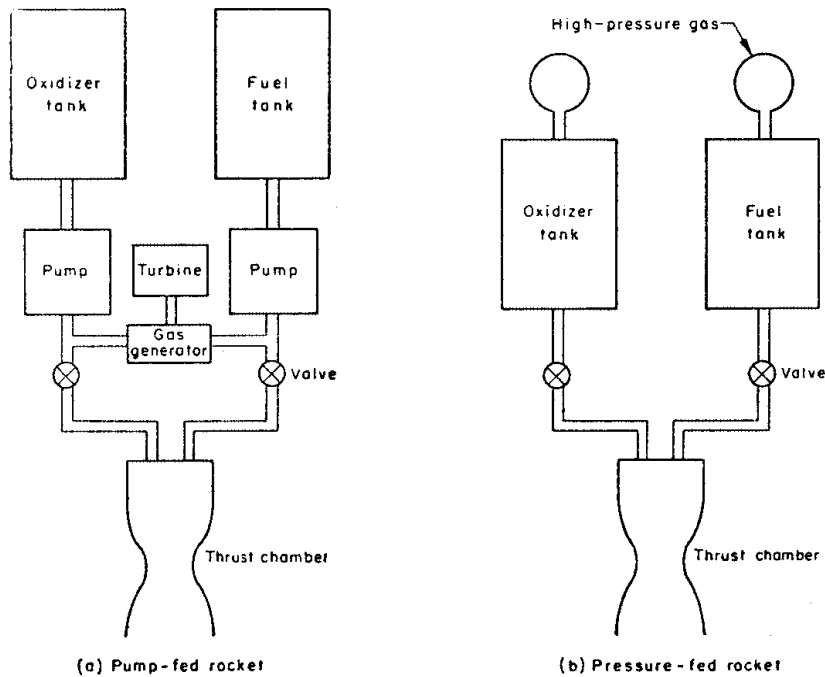 Oxidizer
tank
Fuel
tank
Pump
Turbine
Pump
Gas
generator
Valve
Thrust chamber
(a) Pump-fed rocket
High-pressure gas
Oxidizer
tank
Fuel
tank
Valve
Thrust chamber
(b) Pressure-fed rocket